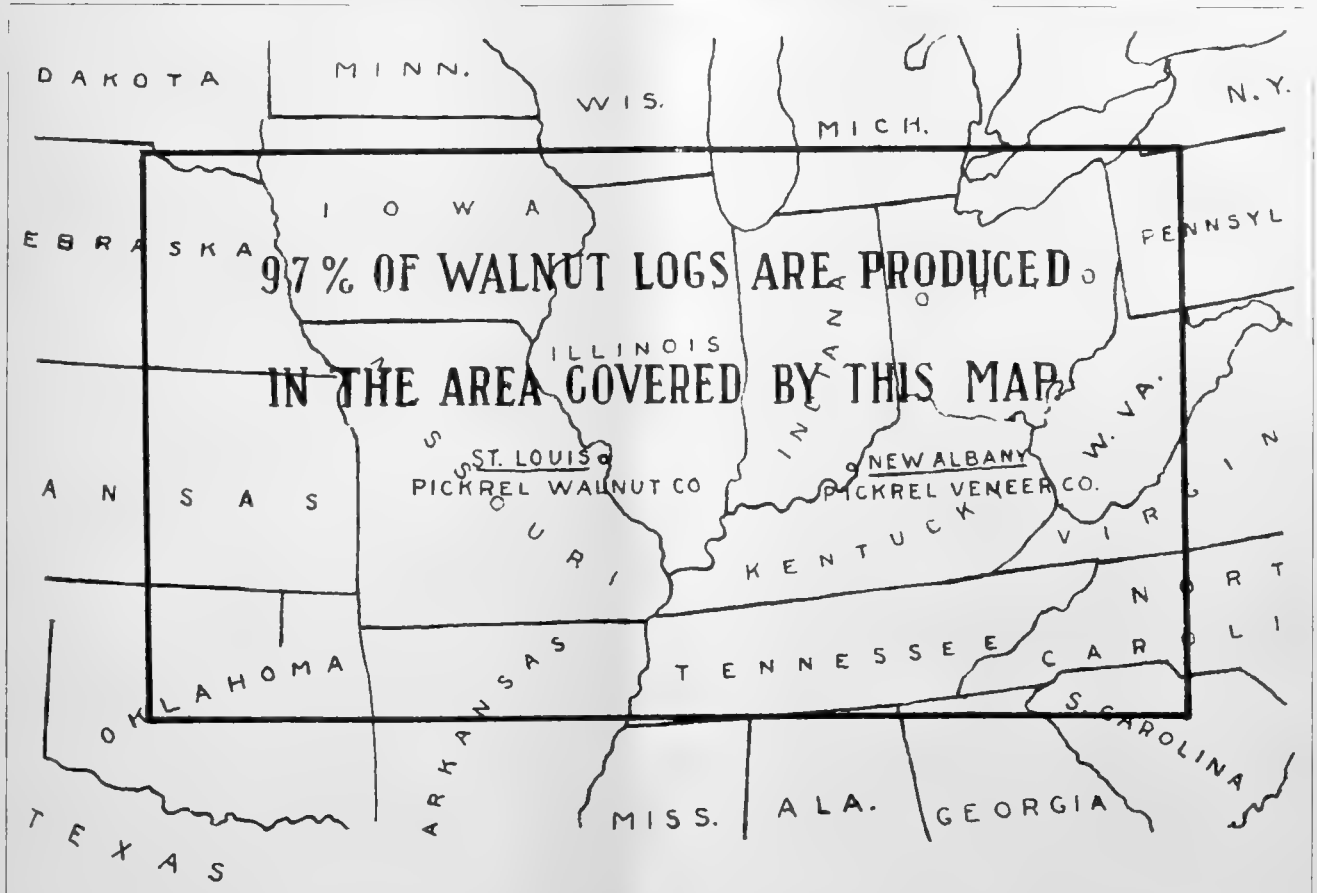 DAKOTA
MINN.
WIS.
MICH.
N.Y.
EBRASKA
IOWA
PENNSYL
97% OF WALNUT LOGS ARE PRODUCED
OHIO
ILLINOIS
INDIANA
IN THE AREA COVERED BY THIS MAP
W. VA.
ST. LOUIS
PICKREL WALNUT CO
NEW ALBANY
PICKREL VENEER CO.
ANSAS
MISSOURI
KENTUCK
VIRGIN
OKLAHOMA
ARKANSAS
TENNESSEE
NORT
CAROLI
S. CAROLINA
TEXAS
MISS.
ALA.
GEORGIA